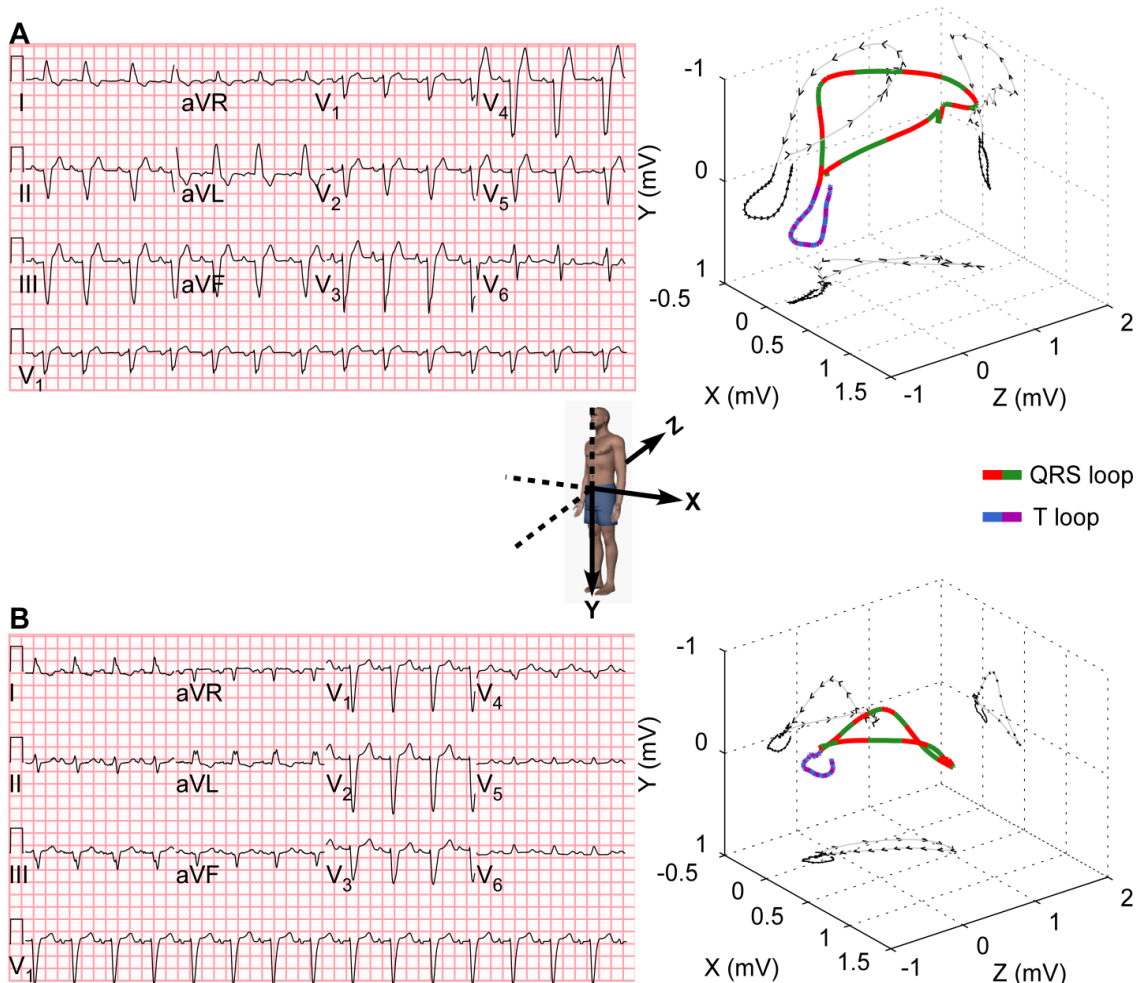 A
I aVR V1 V4
II aVL V2 V5
III aVF V3 V6
V1
-1
0
1
Y (mV)
-0.5
0
0.5
1
1.5
X (mV)
-1
0
1
2
Z (mV)
Z
X
Y
QRS loop
T loop
B
I aVR V1 V4
II aVL V2 V5
III aVF V3 V6
V1
-1
0
1
Y (mV)
-0.5
0
0.5
1
1.5
X (mV)
-1
0
1
2
Z (mV)